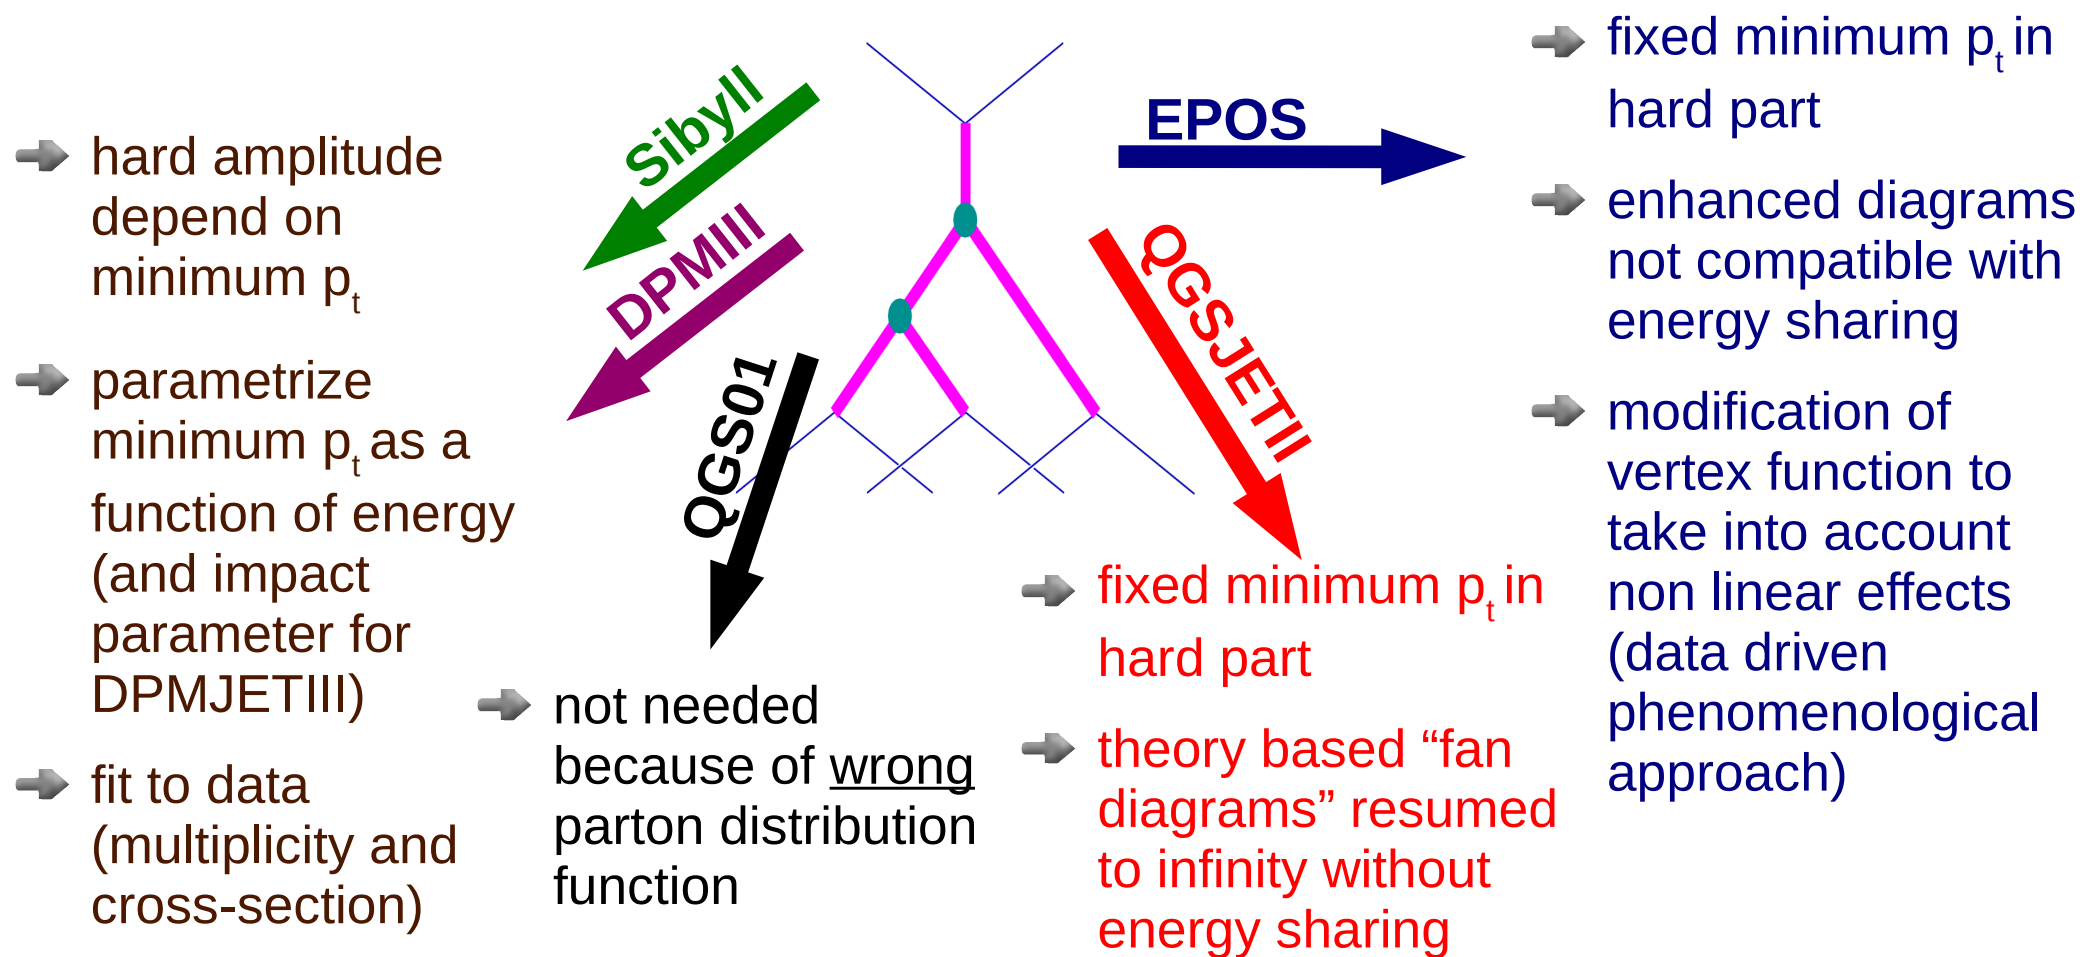 Sibyll
DPMIII
QGS01
EPOS
QGSJETII
hard amplitude
depend on
minimum pt
parametrize
minimum pt as a
function of energy
(and impact
parameter for
DPMJETIII)
fit to data
(multiplicity and
cross-section)
not needed
because of wrong
parton distribution
function
fixed minimum pt in
hard part
theory based “fan
diagrams” resumed
to infinity without
energy sharing
fixed minimum pt in
hard part
enhanced diagrams
not compatible with
energy sharing
modification of
vertex function to
take into account
non linear effects
(data driven
phenomenological
approach)